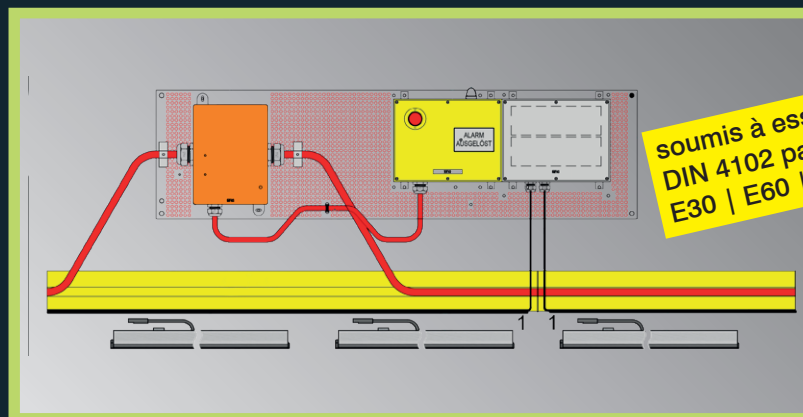 ALARM
AUSGELÖST
soumis à ess
DIN 4102 pa
E30 | E60 |
1
1